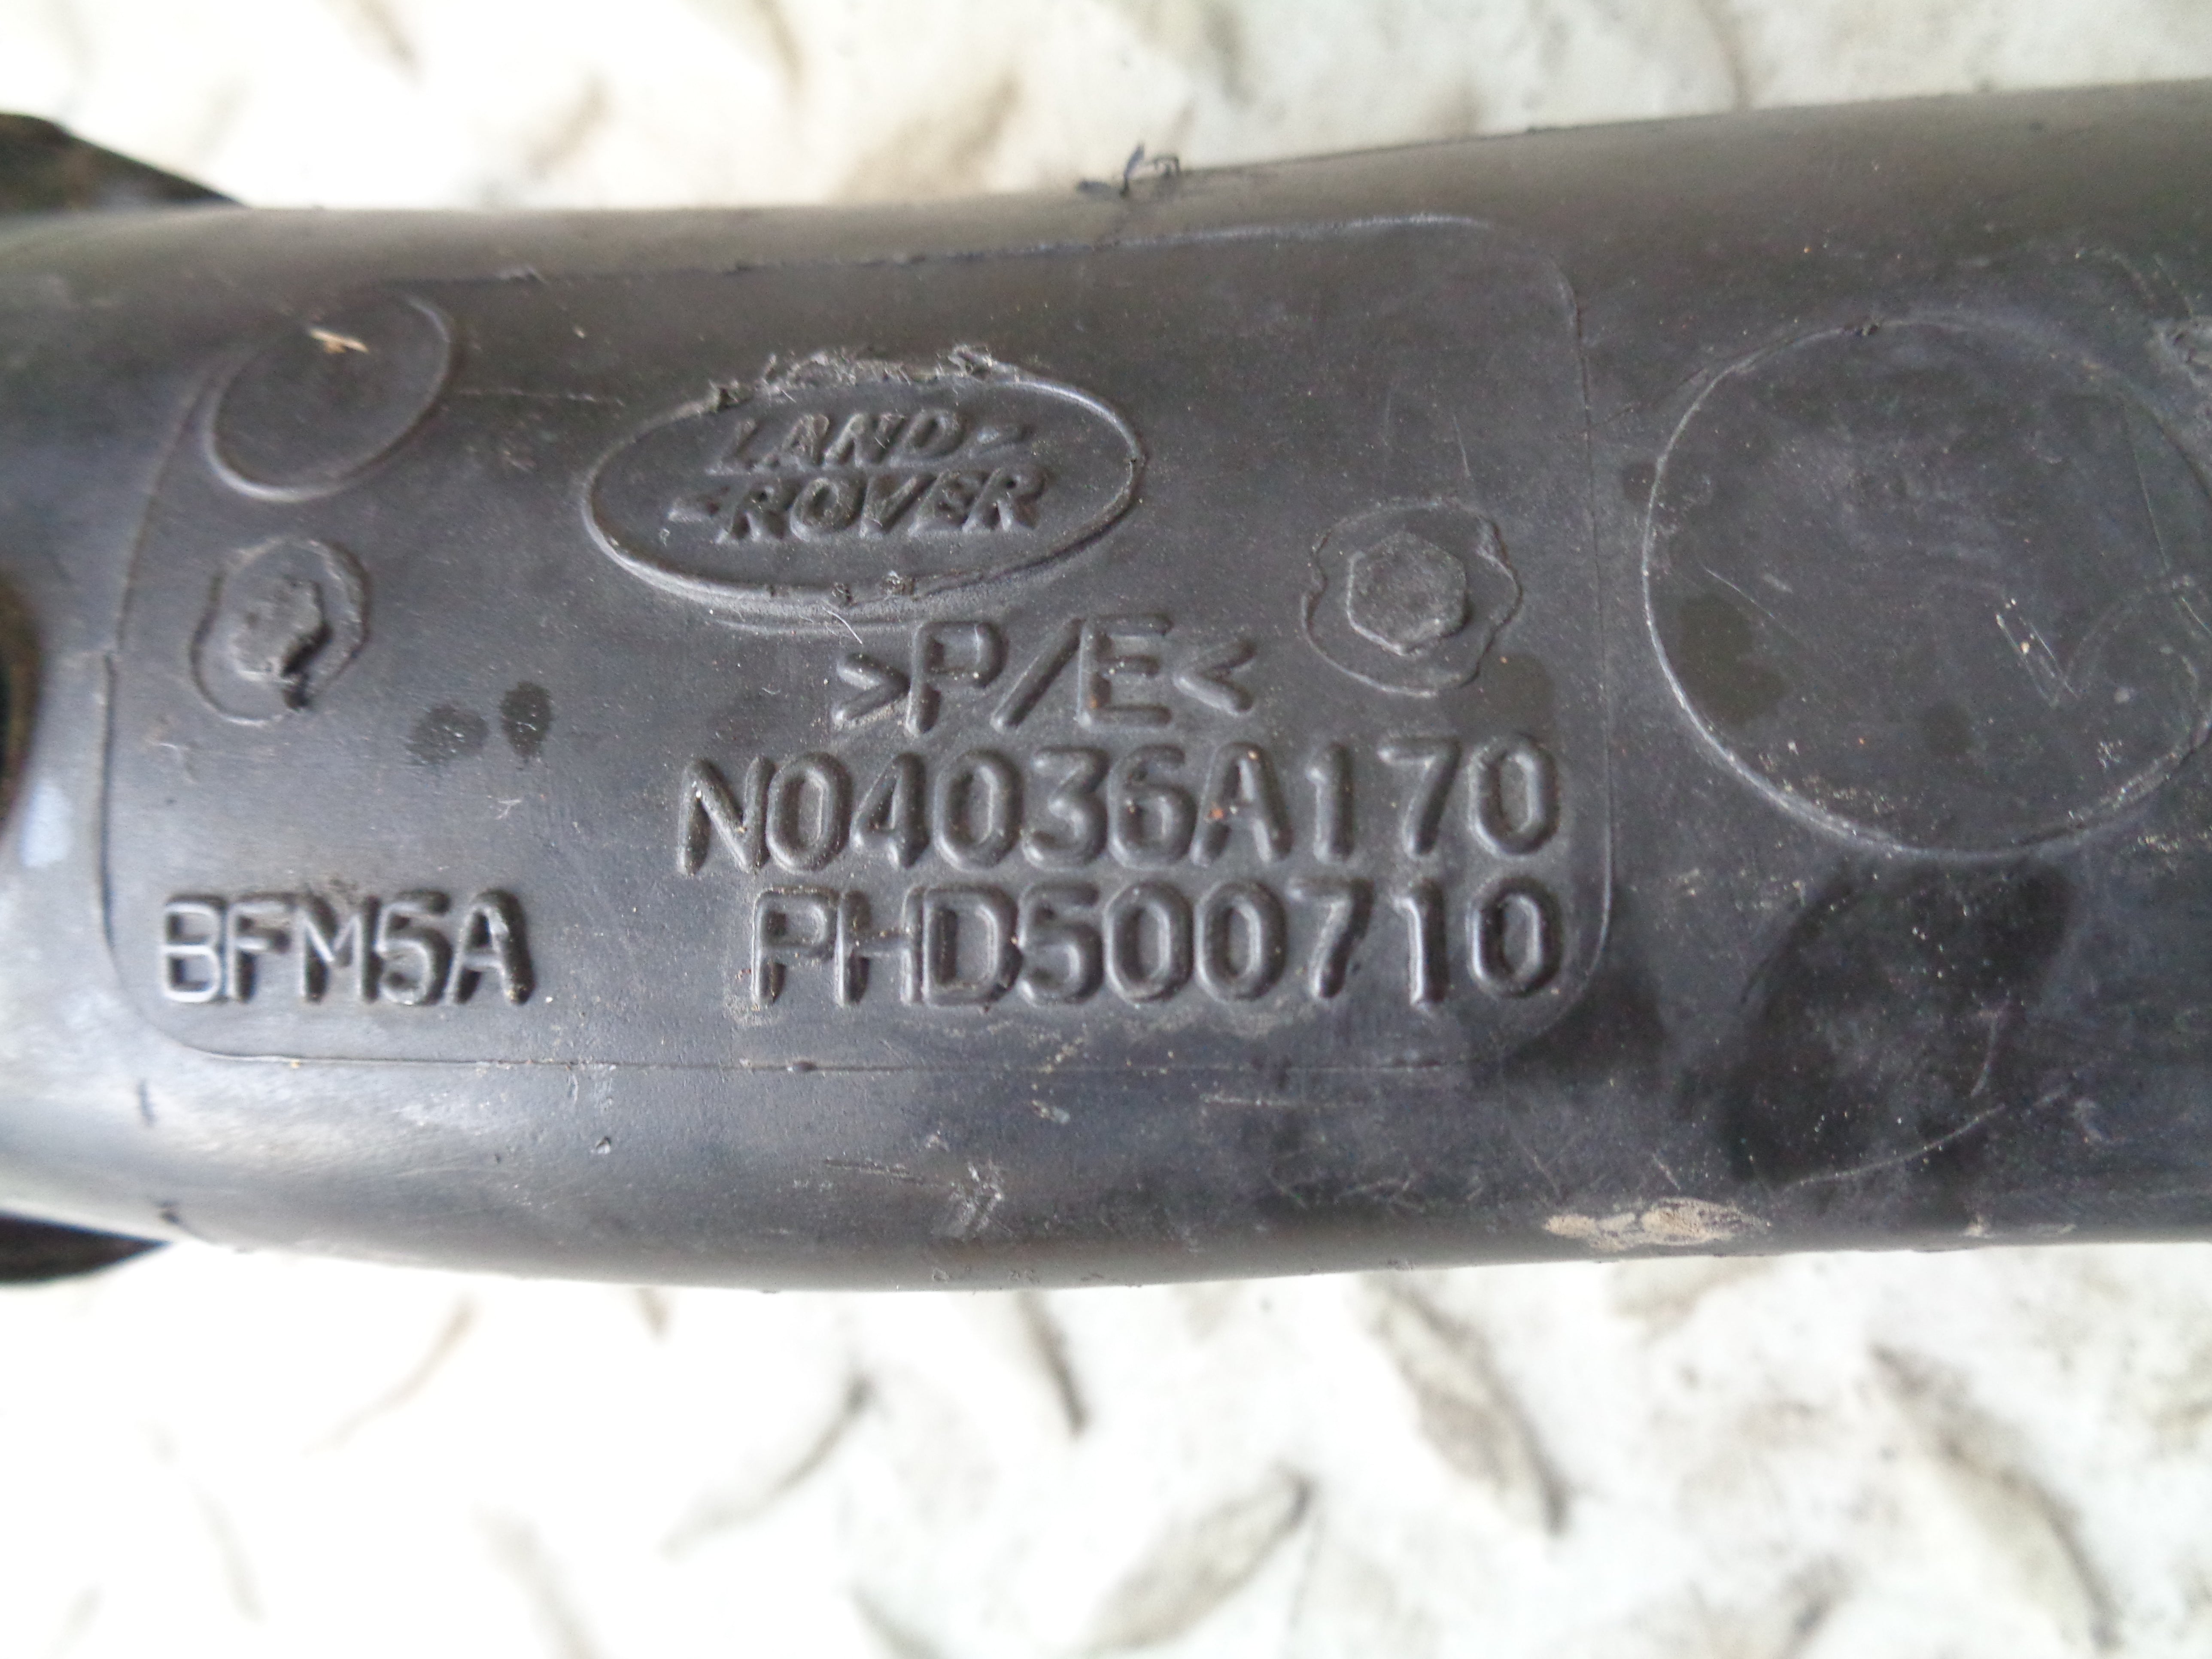 LAND-
-ROVER
>P/E<
N04036A170
BFM5A PHD500710